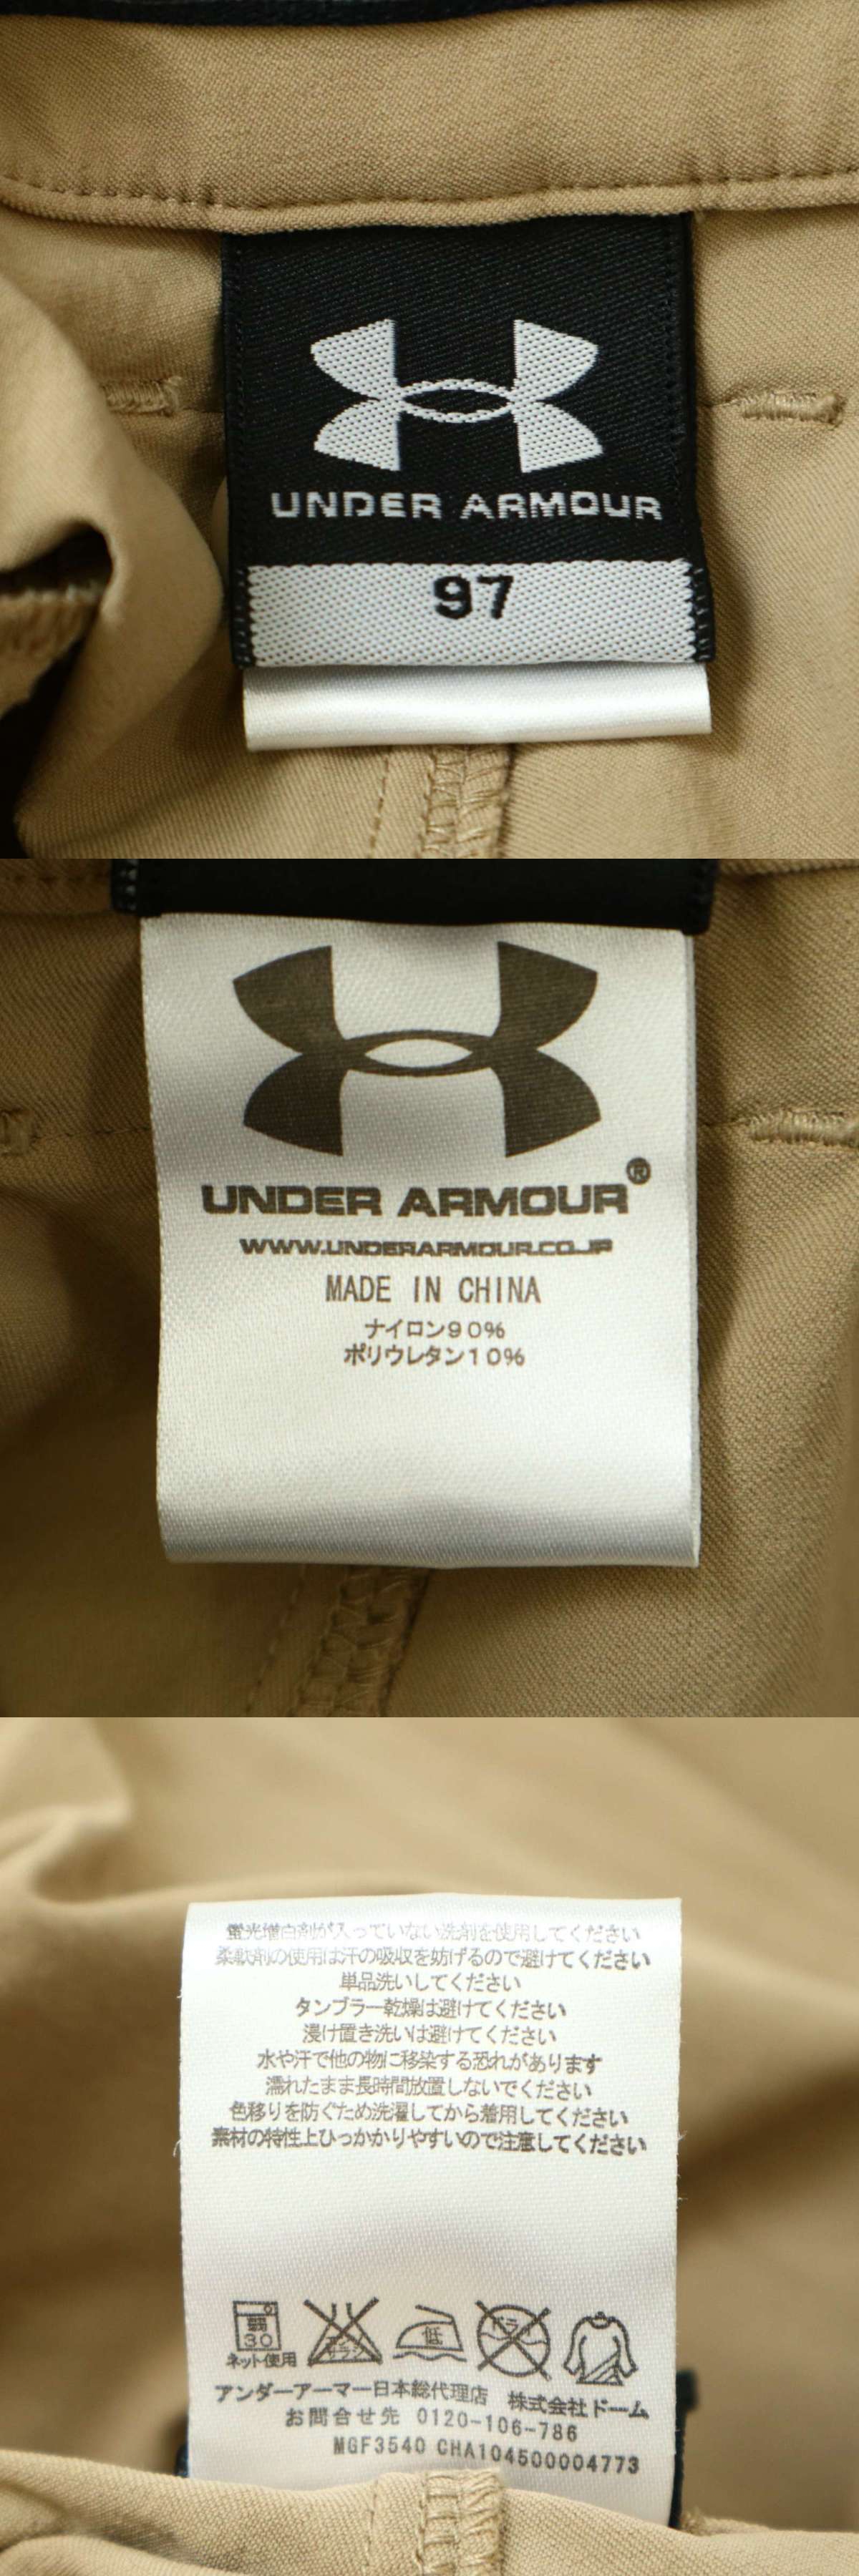 UNDER ARMOUR
97
UNDER ARMOUR®
WWW.UNDERARMOUR.CO.JP
MADE IN CHINA
ナイロン90%
ポリウレタン10%
蛍光増白剤が入っていない洗剤を使用してください
柔軟剤の使用は汗の吸収を妨げるので避けてください
単品洗いしてください
タンブラー乾燥は避けてください
浸け置き洗いは避けてください
水や汗で他の物に移染する恐れがあります
濡れたまま長時間放置しないでください
色移りを防ぐため洗濯してから着用してください
素材の特性上ひっかかりやすいので注意してください
弱 30 エンソサラシ 低 ドライ
ネット使用
アンダーアーマー日本総代理店 株式会社ドーム
お問合せ先 0120-106-786
MGF3540 CHA104500004773